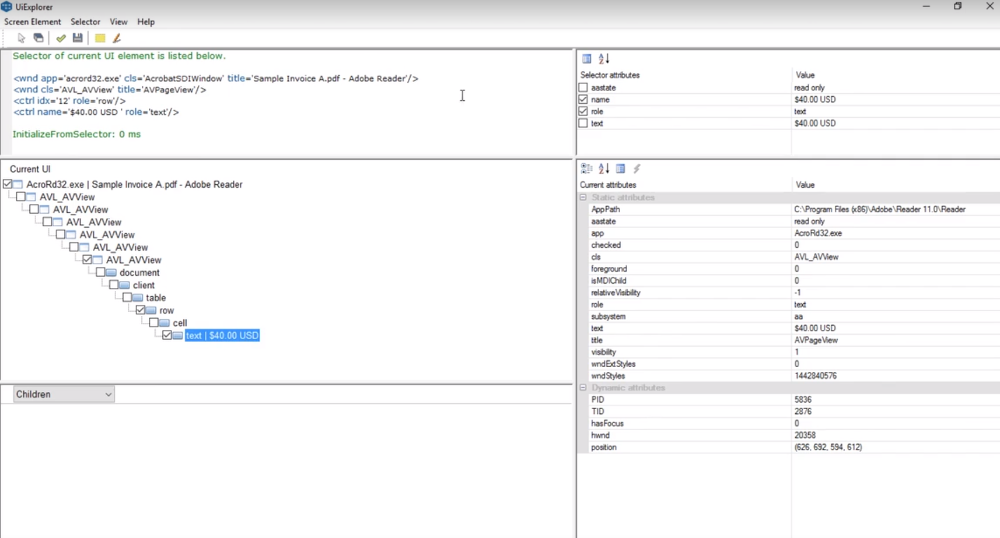 UiExplorer
Screen Element Selector View Help
Selector of current UI element is listed below.
<wnd app='acrord32.exe' cls='AcrobatSDIWindow' title='Sample Invoice A.pdf - Adobe Reader'/>
<wnd cls='AVL_AVView' title='AVPageView'/>
<ctrl idx='12' role='row'/>
<ctrl name='$40.00 USD ' role='text'/>
InitializeFromSelector: 0 ms
Selector attributes Value
aastate read only
name $40.00 USD
role text
text $40.00 USD
Current UI
AcroRd32.exe | Sample Invoice A.pdf - Adobe Reader
AVL_AVView
AVL_AVView
AVL_AVView
AVL_AVView
AVL_AVView
AVL_AVView
document
client
table
row
cell
text | $40.00 USD
Children
Current attributes Value
Static attributes
AppPath C:\Program Files (x86)\Adobe\Reader 11.0\Reader
aastate read only
app AcroRd32.exe
checked 0
cls AVL_AVView
foreground 0
isMDIChild 0
relativeVisibility -1
role text
subsystem aa
text $40.00 USD
title AVPageView
visibility 1
wndExtStyles 0
wndStyles 1442840576
Dynamic attributes
PID 5836
TID 2876
hasFocus 0
hwnd 20358
position (626, 692, 594, 612)